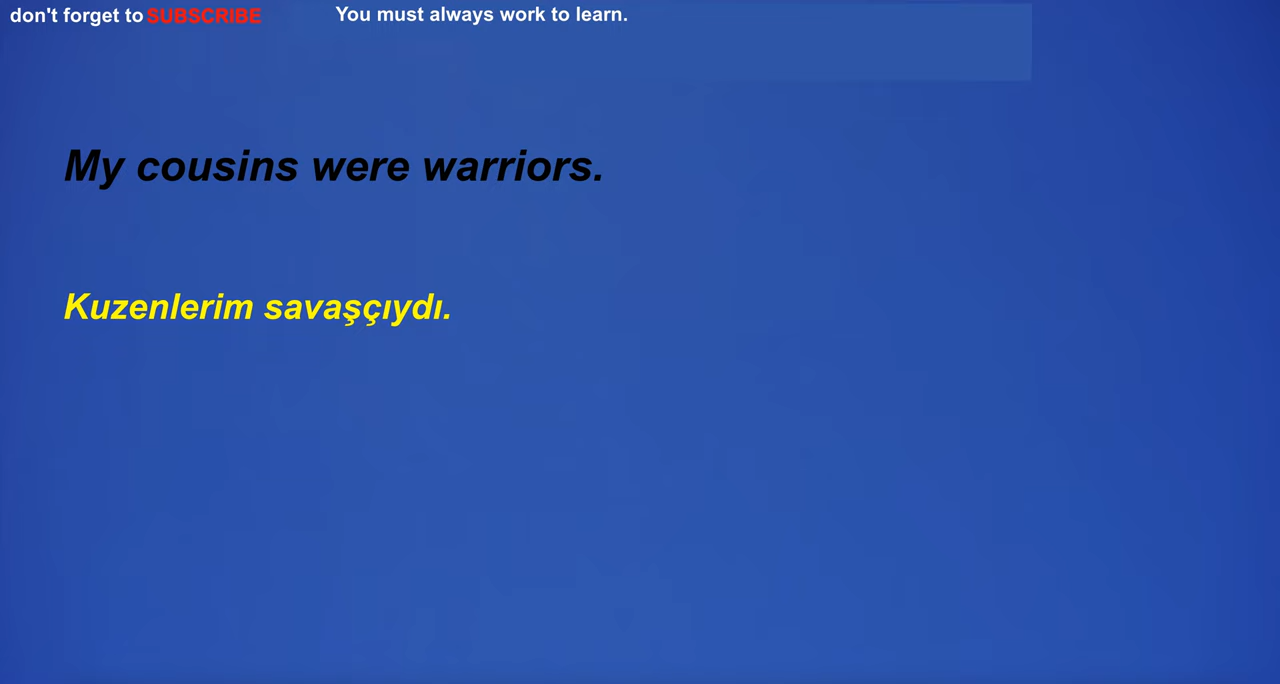 don't forget to SUBSCRIBE
You must always work to learn.
My cousins were warriors.
Kuzenlerim savaşçıydı.